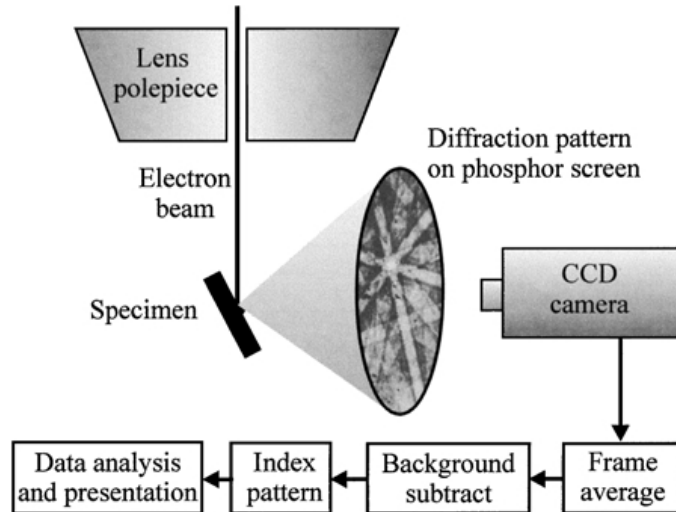 Lens
polepiece
Diffraction pattern
on phosphor screen
Electron
beam
CCD
camera
Specimen
Data analysis
and presentation
Index
pattern
Background
subtract
Frame
average